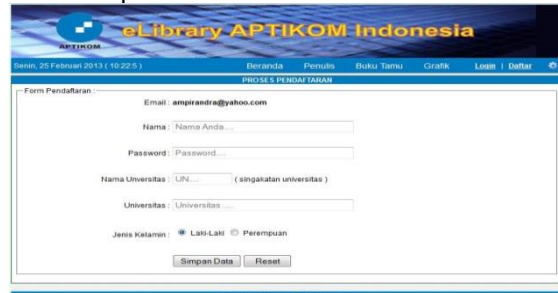 eLibrary APTIKOM Indonesia
APTIKOM
Senin, 25 Februari 2013 ( 10:22:5 ) Beranda Penulis Buku Tamu Grafik Login | Daftar
PROSES PENDAFTARAN
Form Pendaftaran :
Email : ampirandra@yahoo.com
Nama : Nama Anda....
Password : Password....
Nama Unversitas : UN.... ( singakatan universitas )
Universitas : Universitas .....
Jenis Kelamin : Laki-Laki Perempuan
Simpan Data Reset